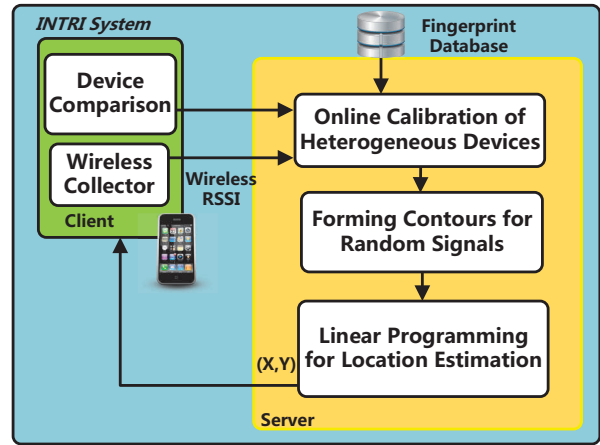 INTRI System
Fingerprint
Database
Device
Comparison
Online Calibration of
Heterogeneous Devices
Wireless
Collector
Wireless
RSSI
Client
Forming Contours for
Random Signals
Linear Programming
for Location Estimation
(X,Y)
Server